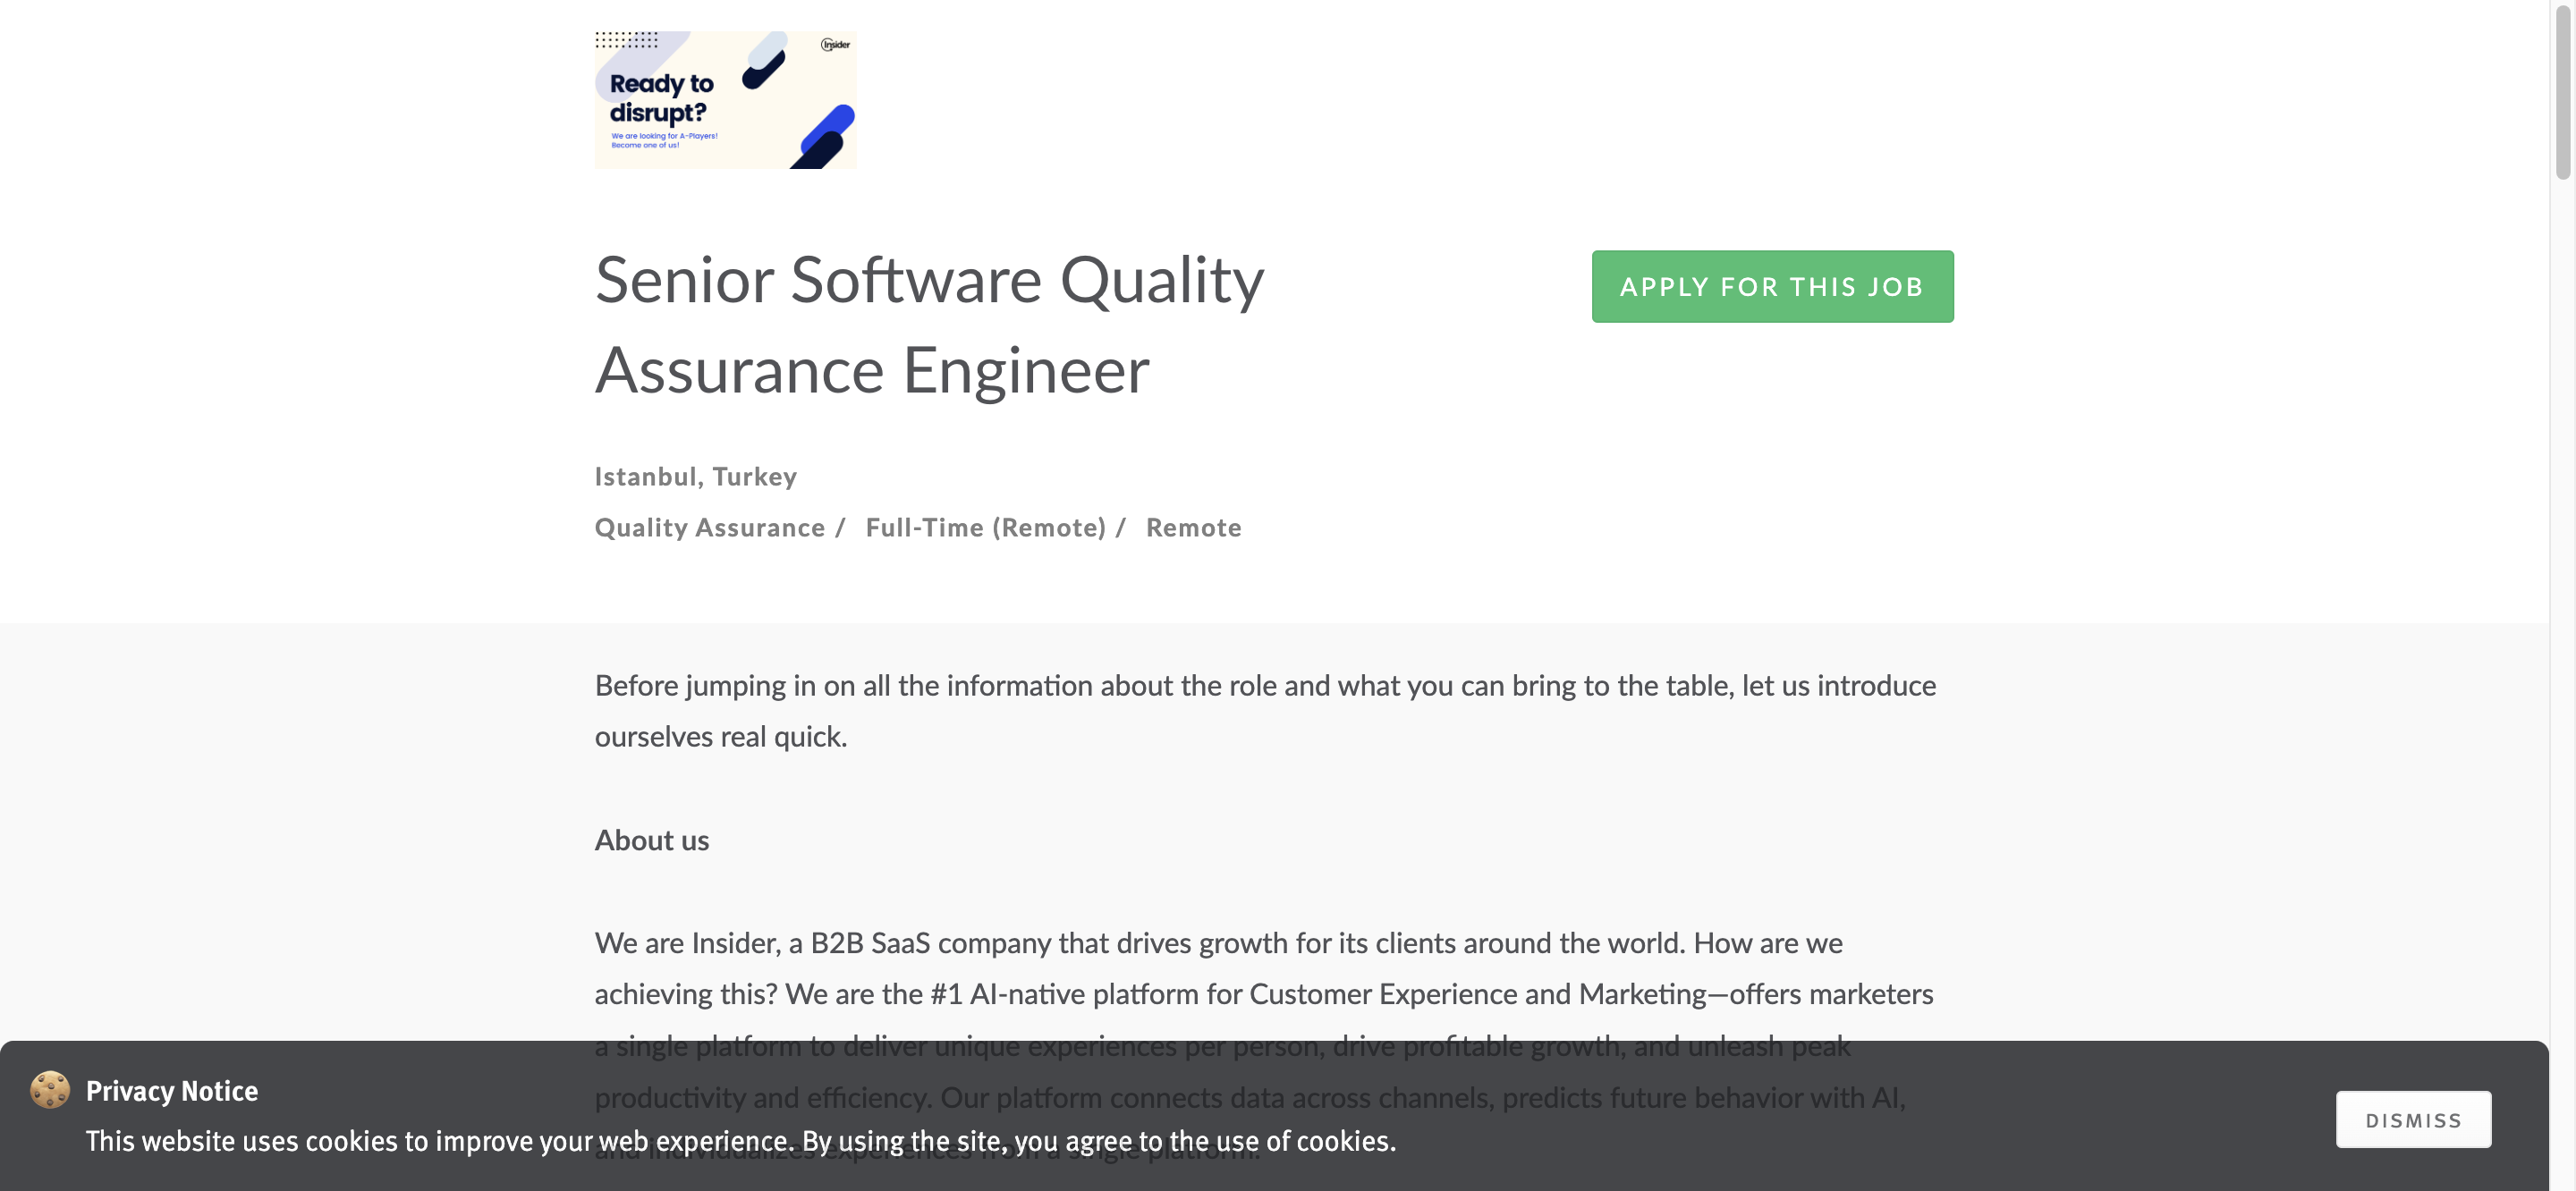 Insider
Ready to
disrupt?
We are looking for A-Players!
Become one of us!
Senior Software Quality
Assurance Engineer
APPLY FOR THIS JOB
Istanbul, Turkey
Quality Assurance / Full-Time (Remote) / Remote
Before jumping in on all the information about the role and what you can bring to the table, let us introduce
ourselves real quick.
About us
We are Insider, a B2B SaaS company that drives growth for its clients around the world. How are we
achieving this? We are the #1 AI-native platform for Customer Experience and Marketing—offers marketers
a single platform to deliver unique experiences per person, drive profitable growth, and unleash peak
productivity and efficiency. Our platform connects data across channels, predicts future behavior with AI,
and individualizes experiences from a single platform.
Privacy Notice
This website uses cookies to improve your web experience. By using the site, you agree to the use of cookies.
DISMISS